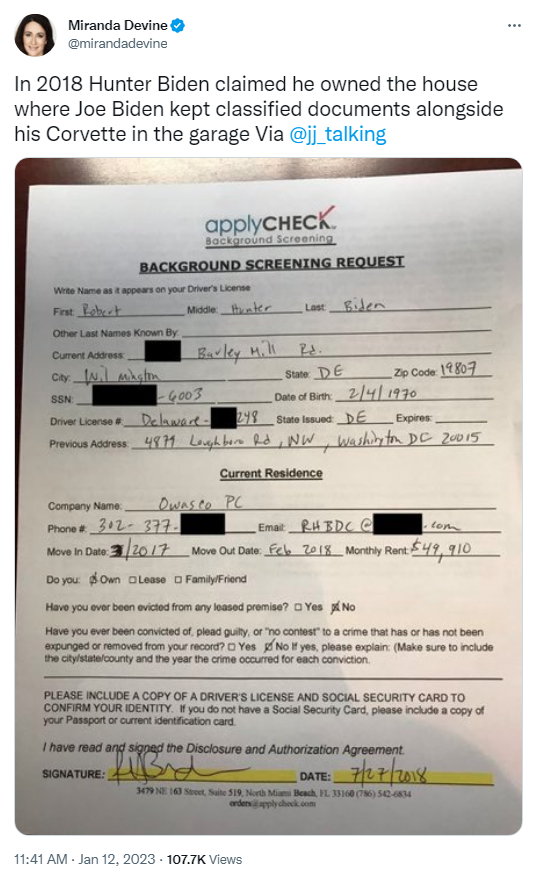 Miranda Devine
@mirandadevine
In 2018 Hunter Biden claimed he owned the house
where Joe Biden kept classified documents alongside
his Corvette in the garage Via @jj_talking
applyCHECK
Background Screening
BACKGROUND SCREENING REQUEST
Write Name as it appears on your Driver's License
First: Robert Middle: Hunter Last: Biden
Other Last Names Known By:
Current Address: Barley Mill Rd.
City: Wilmington State: DE Zip Code: 19807
SSN: -6003 Date of Birth: 2/4/1970
Driver License #: Delaware - 248 State Issued: DE Expires:
Previous Address: Loughboro Rd, NW, Washington DC 20015
Current Residence
Company Name: Owasco PC
Phone #: 302-377- Email: RHBDC@ .com
Move In Date: 3/2017 Move Out Date: Feb 2018 Monthly Rent: $49,910
Do you: Own □ Lease □ Family/Friend
Have you ever been evicted from any leased premise? □ Yes No
Have you ever been convicted of, plead guilty, or "no contest" to a crime that has or has not been
expunged or removed from your record? □ Yes No If yes, please explain: (Make sure to include
the city/state/county and the year the crime occurred for each conviction.
PLEASE INCLUDE A COPY OF A DRIVER'S LICENSE AND SOCIAL SECURITY CARD TO
CONFIRM YOUR IDENTITY. If you do not have a Social Security Card, please include a copy of
your Passport or current identification card.
I have read and signed the Disclosure and Authorization Agreement.
SIGNATURE: DATE: 7/27/2018
3479 NE 163 Street, Suite 519, North Miami Beach, FL 33160 (786) 542-6834
orders@applycheck.com
11:41 AM · Jan 12, 2023 · 107.7K Views